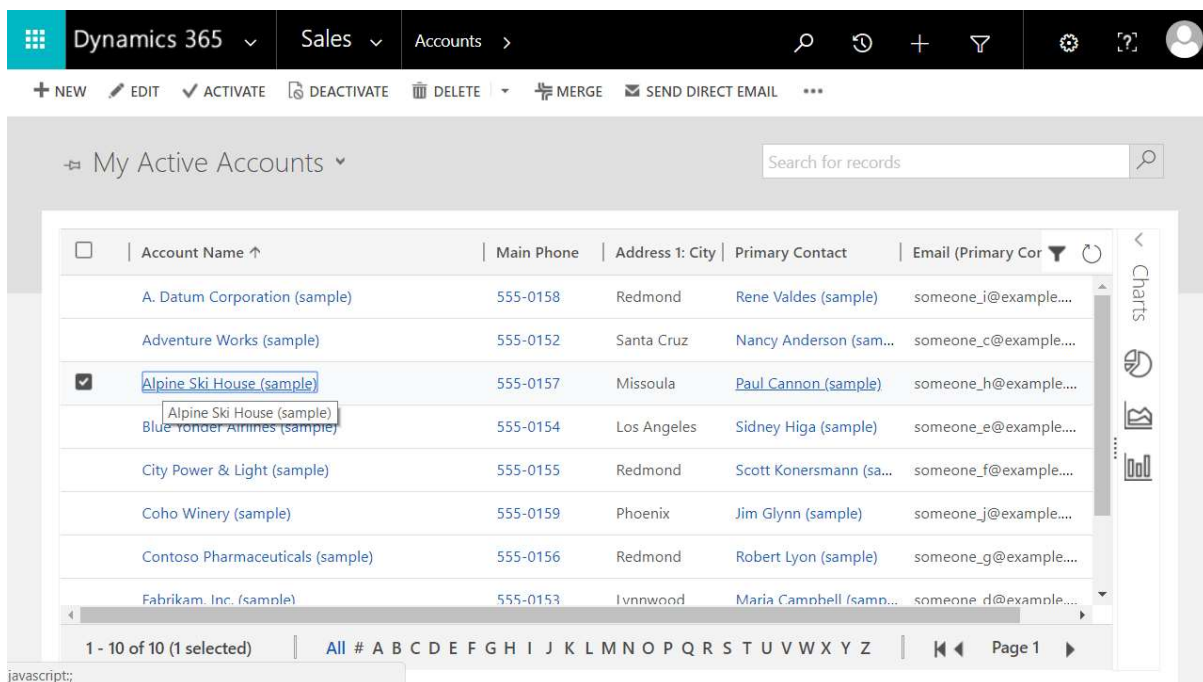 Dynamics 365 Sales Accounts >
+ NEW EDIT ACTIVATE DEACTIVATE DELETE MERGE SEND DIRECT EMAIL •••
My Active Accounts Search for records
Account Name ↑ Main Phone Address 1: City Primary Contact Email (Primary Cor
Charts
A. Datum Corporation (sample) 555-0158 Redmond Rene Valdes (sample) someone_i@example....
Adventure Works (sample) 555-0152 Santa Cruz Nancy Anderson (sam... someone_c@example....
Alpine Ski House (sample) 555-0157 Missoula Paul Cannon (sample) someone_h@example....
Alpine Ski House (sample)
Blue Yonder Airlines (sample) 555-0154 Los Angeles Sidney Higa (sample) someone_e@example....
City Power & Light (sample) 555-0155 Redmond Scott Konersmann (sa... someone_f@example....
Coho Winery (sample) 555-0159 Phoenix Jim Glynn (sample) someone_j@example....
Contoso Pharmaceuticals (sample) 555-0156 Redmond Robert Lyon (sample) someone_g@example....
Fabrikam, Inc. (sample) 555-0153 Lynnwood Maria Campbell (samp... someone_d@example....
1 - 10 of 10 (1 selected) All # A B C D E F G H I J K L M N O P Q R S T U V W X Y Z Page 1
javascript:;